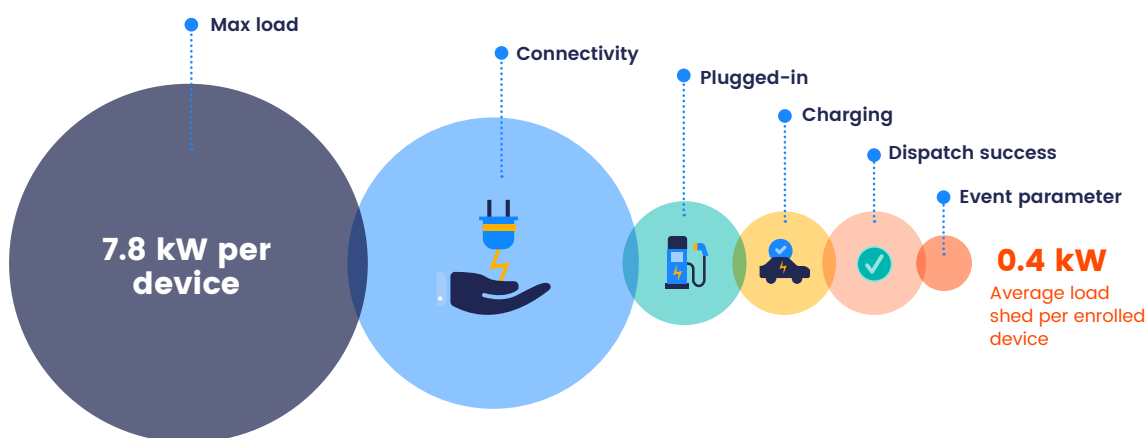 Max load
Connectivity
Plugged-in
Charging
Dispatch success
Event parameter
7.8 kW per
device
0.4 kW
Average load
shed per enrolled
device